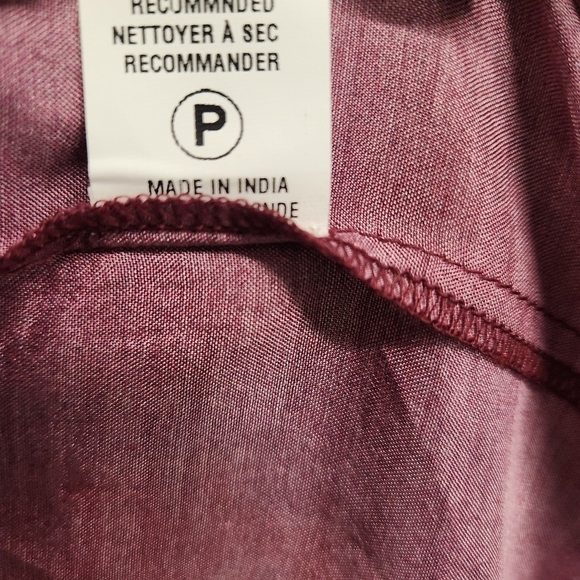 RECOMMNDED
NETTOYER À SEC
RECOMMANDER
P
MADE IN INDIA